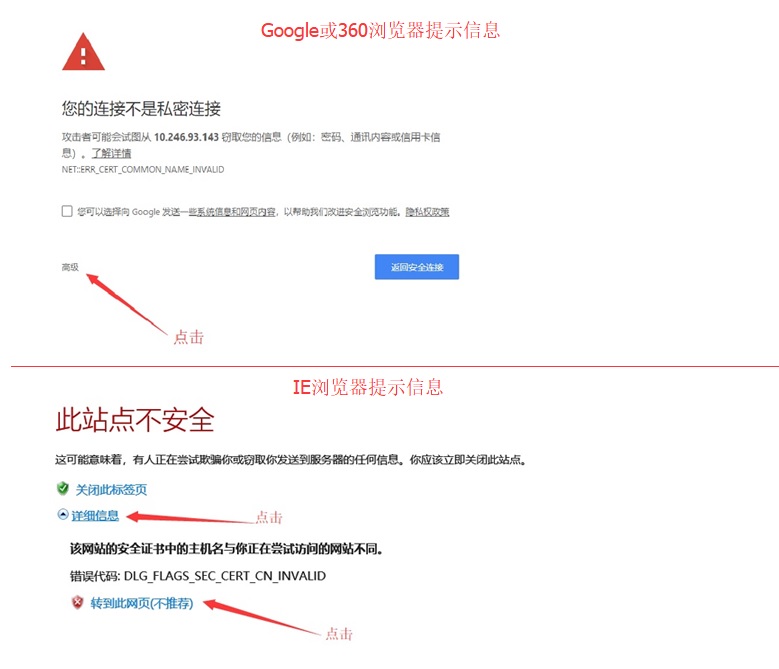 Google或360浏览器提示信息
您的连接不是私密连接
攻击者可能会试图从 10.246.93.143 窃取您的信息（例如：密码、通讯内容或信用卡信
息）。了解详情
NET::ERR_CERT_COMMON_NAME_INVALID
您可以选择向 Google 发送一些系统信息和网页内容，以帮助我们改进安全浏览功能。隐私权政策
高级
返回安全连接
点击
IE浏览器提示信息
此站点不安全
这可能意味着，有人正在尝试欺骗你或窃取你发送到服务器的任何信息。你应该立即关闭此站点。
关闭此标签页
详细信息
点击
该网站的安全证书中的主机名与你正在尝试访问的网站不同。
错误代码: DLG_FLAGS_SEC_CERT_CN_INVALID
转到此网页(不推荐)
点击